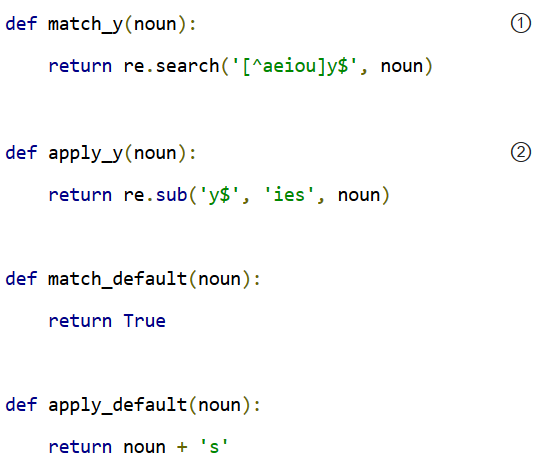 def match_y(noun): ①
    return re.search('[^aeiou]y$', noun)
def apply_y(noun): ②
    return re.sub('y$', 'ies', noun)
def match_default(noun):
    return True
def apply_default(noun):
    return noun + 's'